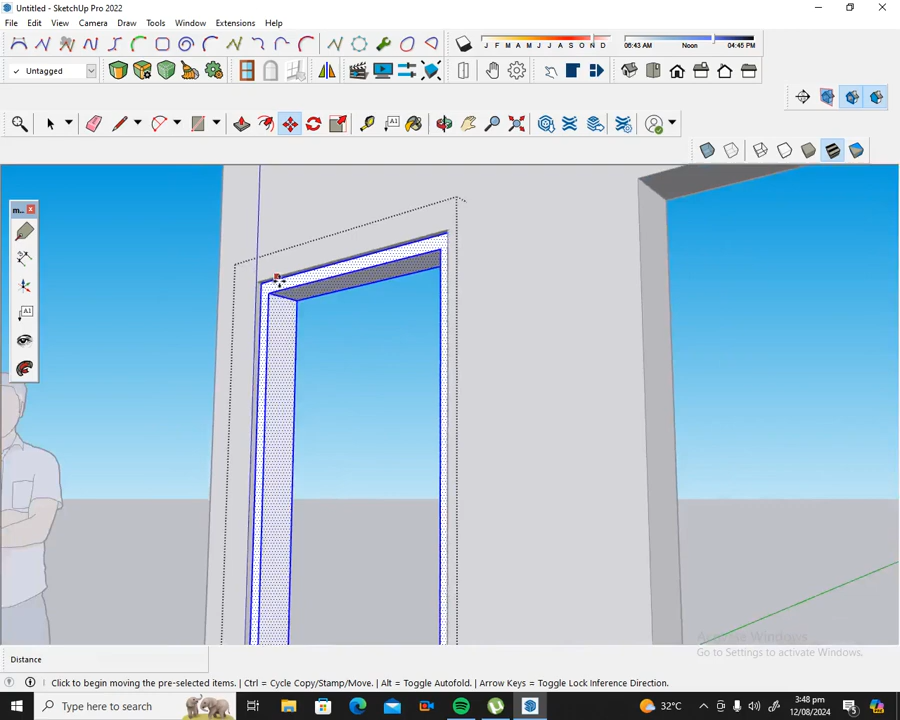 Untitled - SketchUp Pro 2022
File Edit View Camera Draw Tools Window Extensions Help
J F M A M J J A S O N D
06:43 AM Noon 04:45 PM
Untagged
m...
Activate Windows
Go to Settings to activate Windows.
Distance
Click to begin moving the pre-selected items. | Ctrl = Cycle Copy/Stamp/Move. | Alt = Toggle Autofold. | Arrow Keys = Toggle Lock Inference Direction.
Type here to search
32°C
3:48 pm
12/08/2024